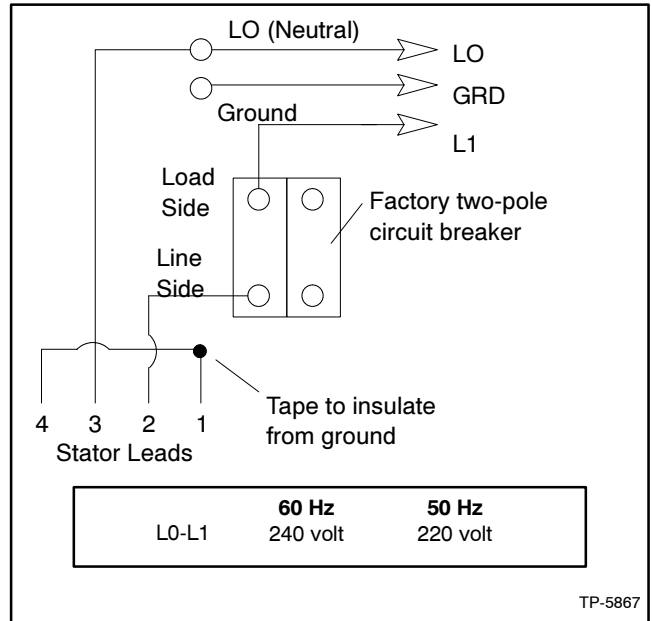 LO (Neutral)
LO
GRD
Ground
L1
Load
Side
Factory two-pole
circuit breaker
Line
Side
4 3 2 1
Stator Leads
Tape to insulate
from ground
60 Hz 50 Hz
L0-L1 240 volt 220 volt
TP-5867